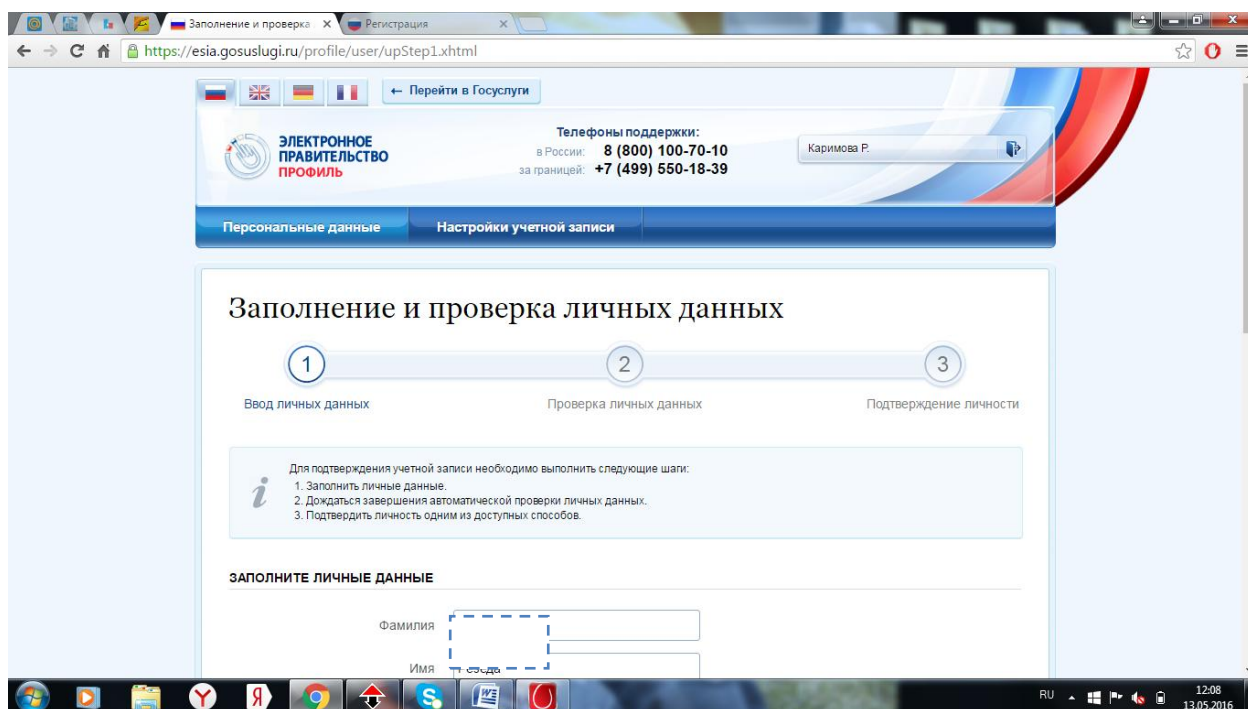 Заполнение и проверка
Регистрация
https://esia.gosuslugi.ru/profile/user/upStep1.xhtml
← Перейти в Госуслуги
ЭЛЕКТРОННОЕ
ПРАВИТЕЛЬСТВО
ПРОФИЛЬ
Телефоны поддержки:
в России: 8 (800) 100-70-10
за границей: +7 (499) 550-18-39
Каримова Р.
Персональные данные Настройки учетной записи
Заполнение и проверка личных данных
1 2 3
Ввод личных данных Проверка личных данных Подтверждение личности
Для подтверждения учетной записи необходимо выполнить следующие шаги:
1. Заполнить личные данные.
2. Дождаться завершения автоматической проверки личных данных.
3. Подтвердить личность одним из доступных способов.
ЗАПОЛНИТЕ ЛИЧНЫЕ ДАННЫЕ
Фамилия
Имя
RU 12:08
13.05.2016